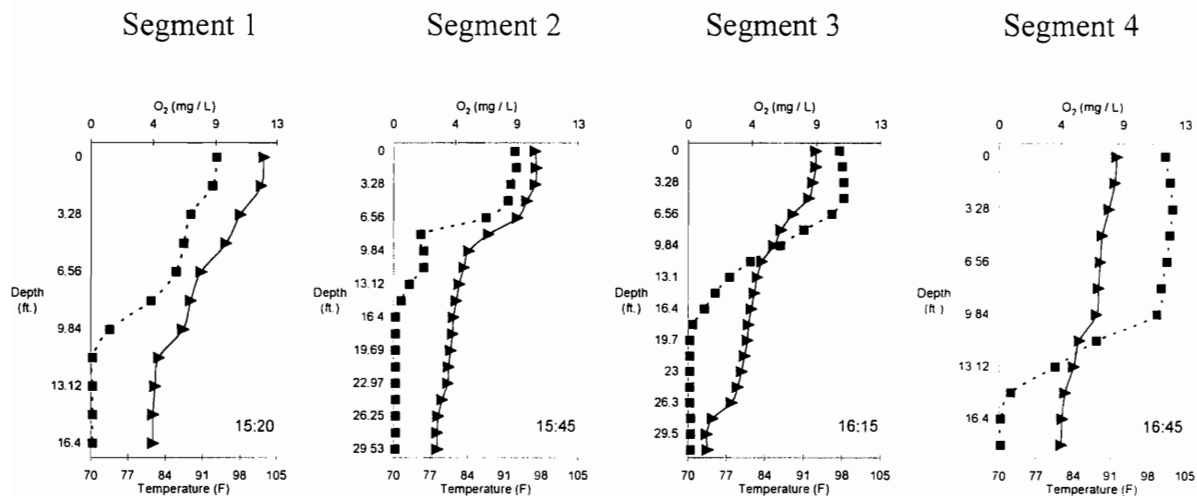 Segment 1 Segment 2 Segment 3 Segment 4
O₂ (mg / L) O₂ (mg / L) O₂ (mg / L) O₂ (mg / L)
0 4 9 13 0 4 9 13 0 4 9 13 0 4 9 13
0 0 0 0
3.28 3.28 3.28 3.28
6.56 6.56 6.56 6 56
9.84 9.84 9.84 9 84
13 12 13.12 13.1 13 12
16.4 16.4 16.4 16.4
19.69 19.7
22.97 23
26.25 26.3
29 53 29.5
Depth Depth Depth Depth
(ft.) (ft.) (ft.) (ft )
15:20 15:45 16:15 16:45
70 77 84 91 98 105 70 77 84 91 98 105 70 77 84 91 98 105 70 77 84 91 98 105
Temperature (F) Temperature (F) Temperature (F) Temperature (F)